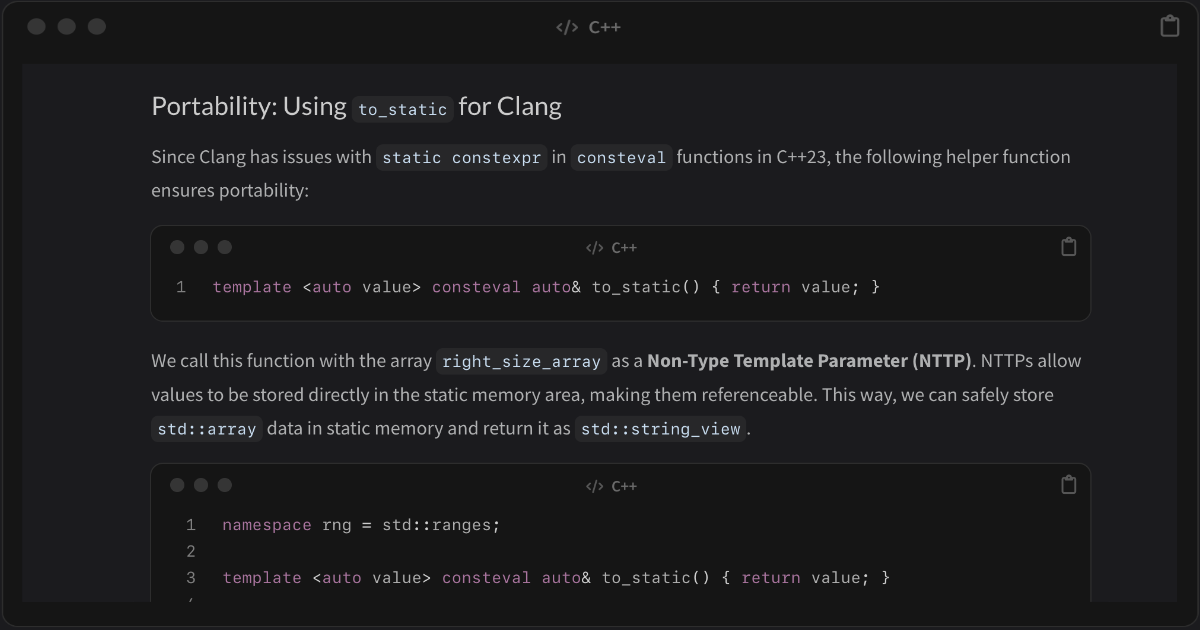 </> C++
Portability: Using to_static for Clang
Since Clang has issues with static constexpr in consteval functions in C++23, the following helper function
ensures portability:
</> C++
1 template <auto value> consteval auto& to_static() { return value; }
We call this function with the array right_size_array as a Non-Type Template Parameter (NTTP). NTTPs allow
values to be stored directly in the static memory area, making them referenceable. This way, we can safely store
std::array data in static memory and return it as std::string_view.
</> C++
1 namespace rng = std::ranges;
2
3 template <auto value> consteval auto& to_static() { return value; }